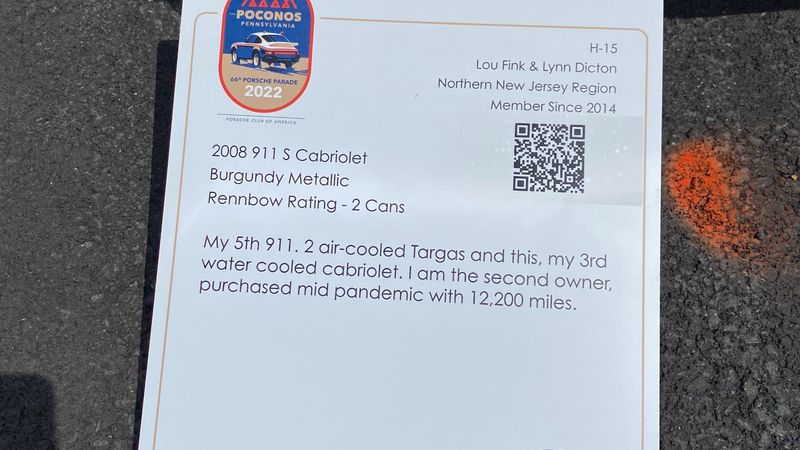 POCONOS
PENNSYLVANIA
66th PORSCHE PARADE
2022
PORSCHE CLUB OF AMERICA
H-15
Lou Fink & Lynn Dicton
Northern New Jersey Region
Member Since 2014
2008 911 S Cabriolet
Burgundy Metallic
Rennbow Rating - 2 Cans
My 5th 911. 2 air-cooled Targas and this, my 3rd
water cooled cabriolet. I am the second owner,
purchased mid pandemic with 12,200 miles.